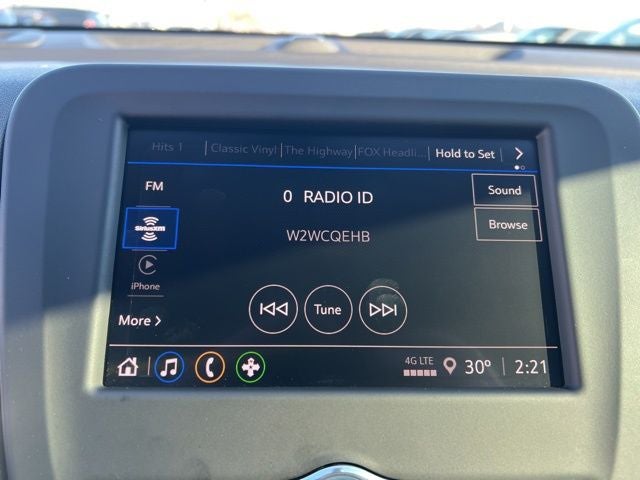 Hits 1 Classic Vinyl The Highway FOX Headli... Hold to Set >
FM
0 RADIO ID
Sound
SiriusXM
W2WCQEHB
Browse
iPhone
Tune
More >
4G LTE
30° 2:21